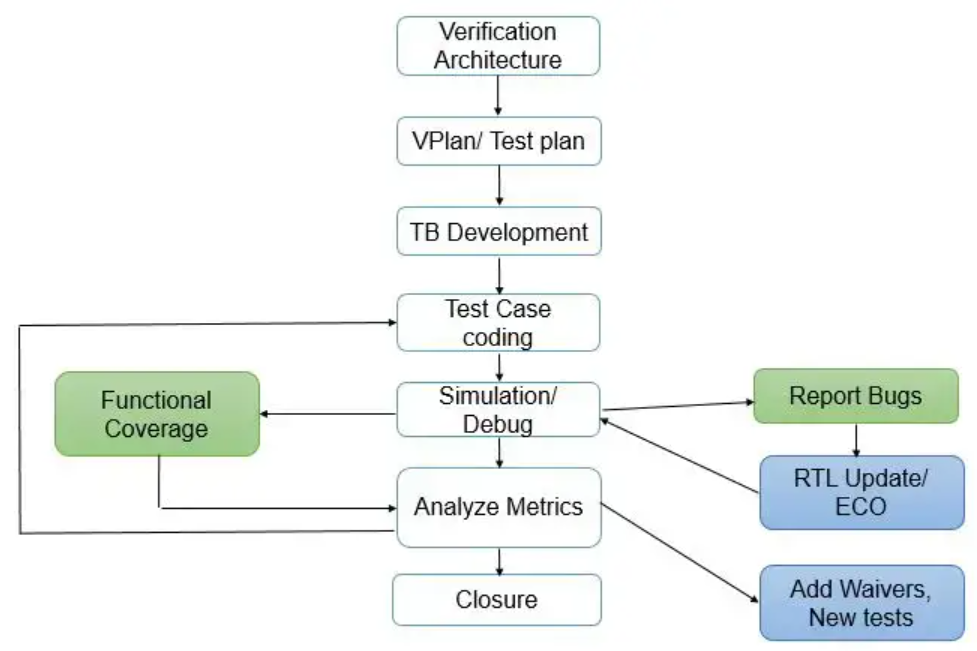 Verification
Architecture
VPlan/ Test plan
TB Development
Test Case
coding
Functional
Coverage
Simulation/
Debug
Report Bugs
RTL Update/
ECO
Analyze Metrics
Add Waivers,
New tests
Closure